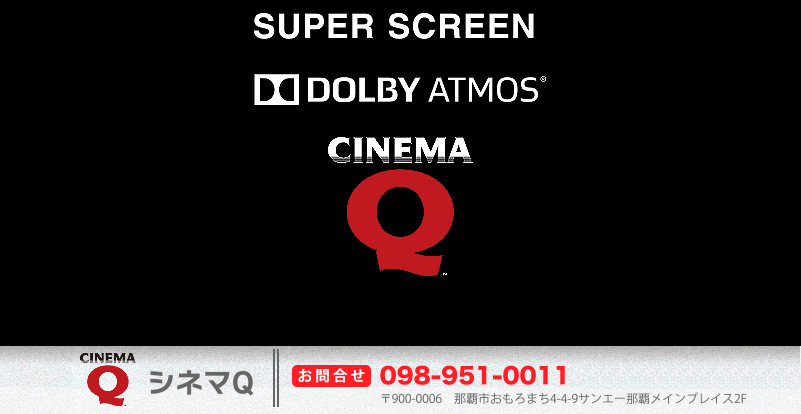 SUPER SCREEN
DOLBY ATMOS®
CINEMA
Q™
CINEMA
Q
シネマQ
お問合せ 098-951-0011
〒900-0006 那覇市おもろまち4-4-9サンエー那覇メインプレイス2F